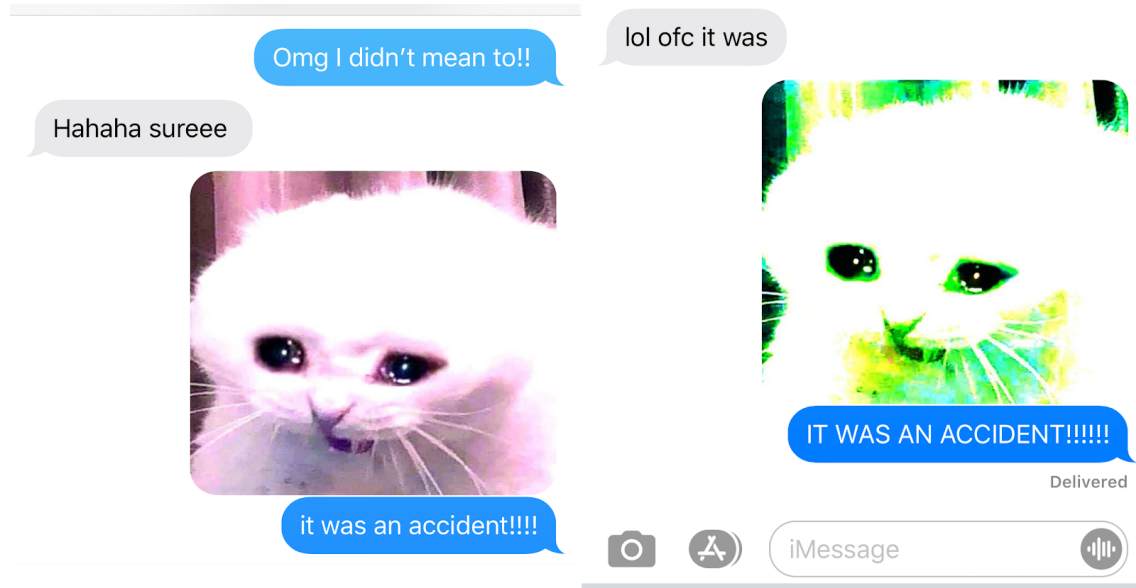 Omg I didn’t mean to!!
Hahaha sureee
it was an accident!!!!
lol ofc it was
IT WAS AN ACCIDENT!!!!!!
Delivered
iMessage